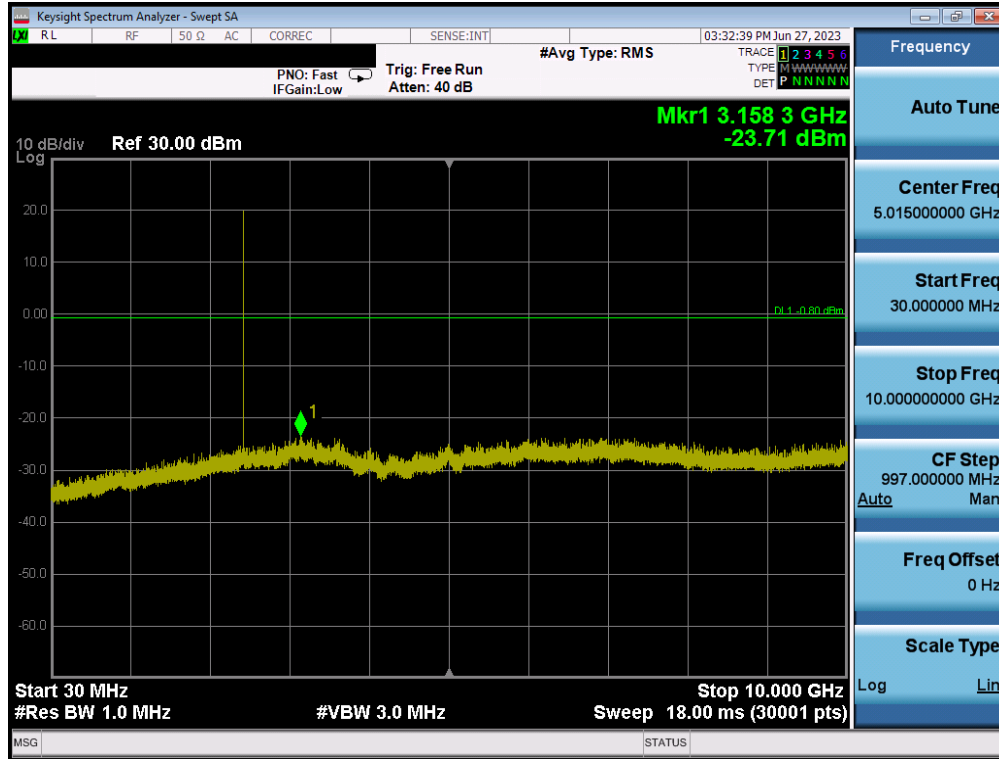 Keysight Spectrum Analyzer - Swept SA
LXI RL RF 50 Ω AC CORREC SENSE:INT 03:32:39 PM Jun 27, 2023
#Avg Type: RMS TRACE 1 2 3 4 5 6
PNO: Fast Trig: Free Run TYPE M WWWWW
IFGain:Low Atten: 40 dB DET P N N N N N
Mkr1 3.158 3 GHz
-23.71 dBm
10 dB/div Ref 30.00 dBm
Log
20.0
10.0
0.00
DL1 -0.80 dBm
-10.0
-20.0
1
-30.0
-40.0
-50.0
-60.0
Start 30 MHz Stop 10.000 GHz
#Res BW 1.0 MHz #VBW 3.0 MHz Sweep 18.00 ms (30001 pts)
MSG STATUS
Frequency
Auto Tune
Center Freq
5.015000000 GHz
Start Freq
30.000000 MHz
Stop Freq
10.000000000 GHz
CF Step
997.000000 MHz
Auto Man
Freq Offset
0 Hz
Scale Type
Log Lin